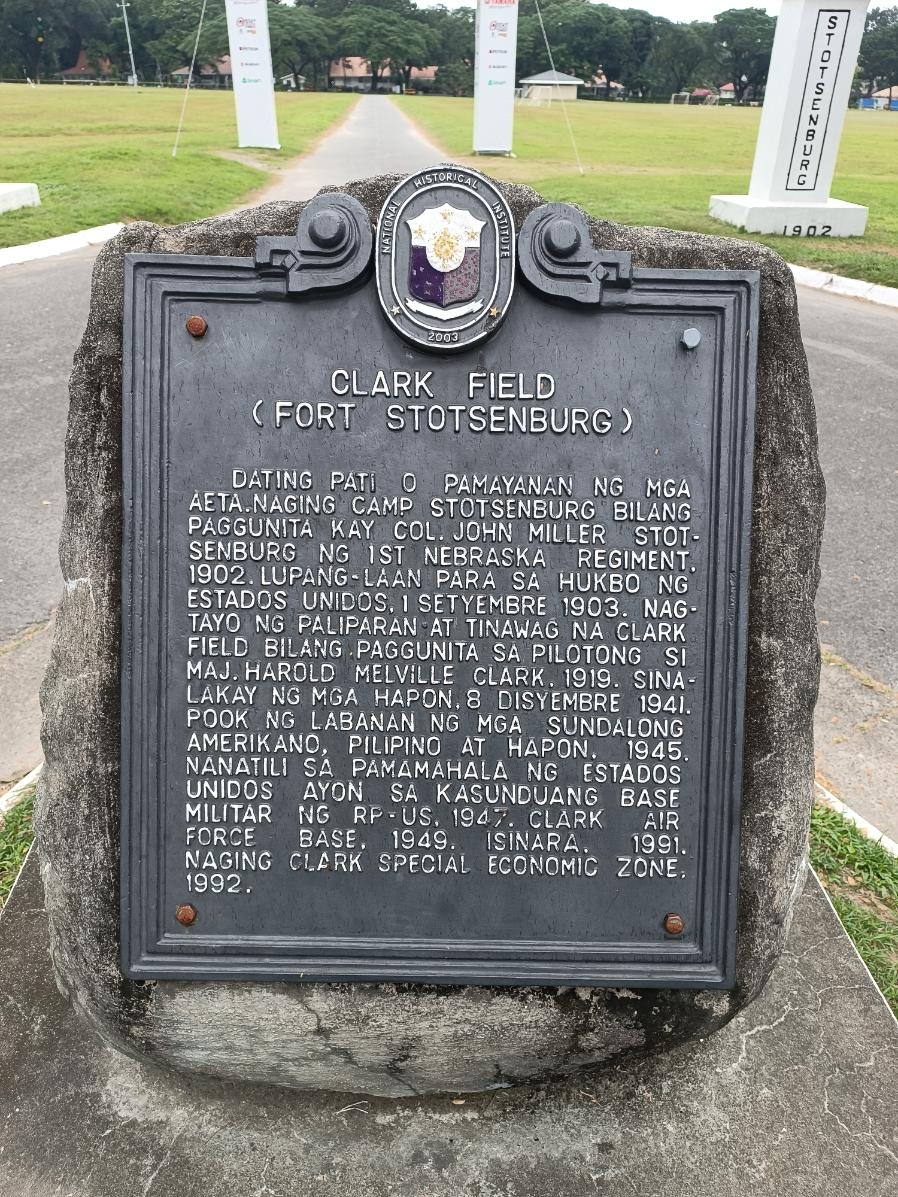 YAMAHA
STOTSENBURG
1902
NATIONAL HISTORICAL INSTITUTE
2003
CLARK FIELD
(FORT STOTSENBURG)
DATING PATI O PAMAYANAN NG MGA
AETA.NAGING CAMP STOTSENBURG BILANG
PAGGUNITA KAY COL. JOHN MILLER STOT-
SENBURG NG 1ST NEBRASKA REGIMENT,
1902. LUPANG-LAAN PARA SA HUKBO NG
ESTADOS UNIDOS, 1 SETYEMBRE 1903. NAG-
TAYO NG PALIPARAN AT TINAWAG NA CLARK
FIELD BILANG PAGGUNITA SA PILOTONG SI
MAJ. HAROLD MELVILLE CLARK, 1919. SINA-
LAKAY NG MGA HAPON, 8 DISYEMBRE 1941.
POOK NG LABANAN NG MGA SUNDALONG
AMERIKANO, PILIPINO AT HAPON, 1945.
NANATILI SA PAMAMAHALA NG ESTADOS
UNIDOS AYON SA KASUNDUANG BASE
MILITAR NG RP-US, 1947. CLARK AIR
FORCE BASE, 1949. ISINARA, 1991.
NAGING CLARK SPECIAL ECONOMIC ZONE,
1992.